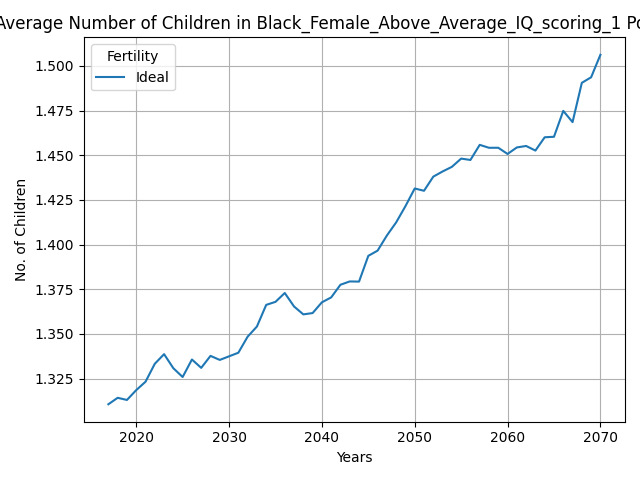 Average Number of Children in Black_Female_Above_Average_IQ_scoring_1
Fertility
Ideal
No. of Children
1.500
1.475
1.450
1.425
1.400
1.375
1.350
1.325
2020 2030 2040 2050 2060 2070
Years